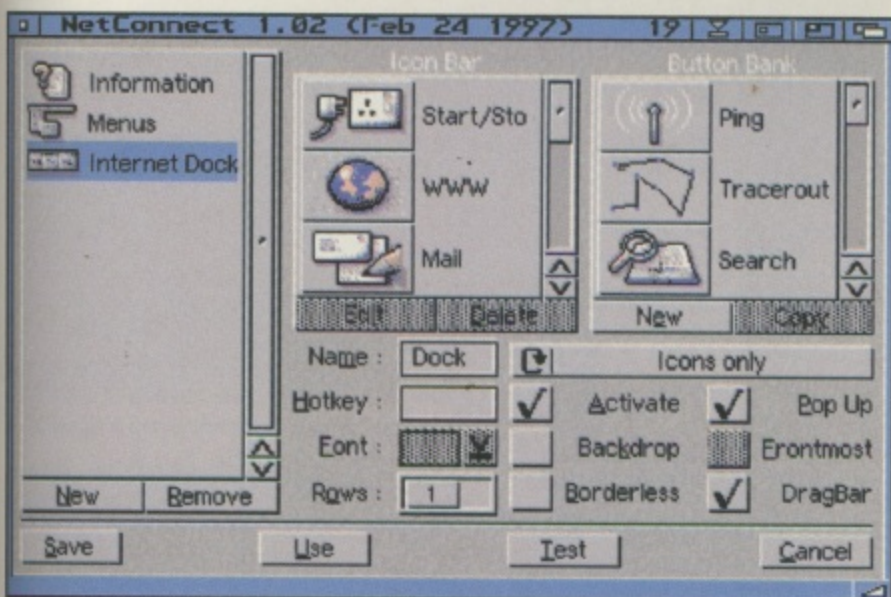 NetConnect 1.02 (Feb 24 1997) 19
Information
Menus
Internet Dock
New Remove
Icon Bar
Start/Sto
WWW
Mail
Edit Delete
Button Bank
Ping
Tracerout
Search
New Copy
Name : Dock
Icons only
Hotkey :
Activate
Pop Up
Font :
Backdrop
Frontmost
Rows : 1
Borderless
DragBar
Save Use Test Cancel